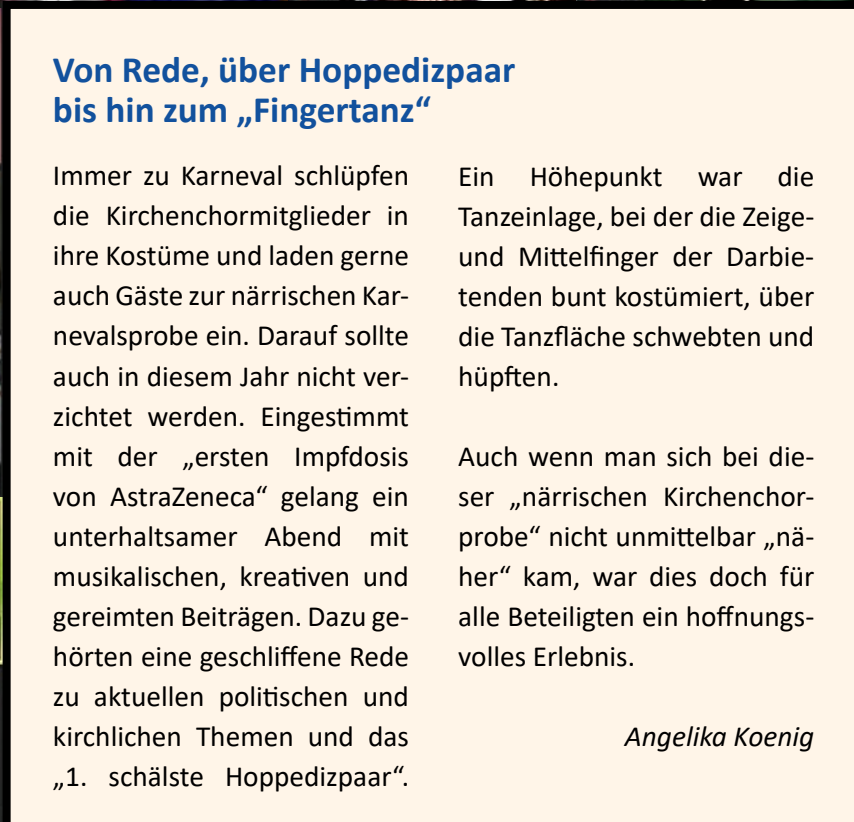 Von Rede, über Hoppedizpaar
bis hin zum „Fingertanz“
Immer zu Karneval schlüpfen
die Kirchenchormitglieder in
ihre Kostüme und laden gerne
auch Gäste zur närrischen Kar-
nevalsprobe ein. Darauf sollte
auch in diesem Jahr nicht ver-
zichtet werden. Eingestimmt
mit der „ersten Impfdosis
von AstraZeneca“ gelang ein
unterhaltsamer Abend mit
musikalischen, kreativen und
gereimten Beiträgen. Dazu ge-
hörten eine geschliffene Rede
zu aktuellen politischen und
kirchlichen Themen und das
„1. schälste Hoppedizpaar“.
Ein Höhepunkt war die
Tanzeinlage, bei der die Zeige-
und Mittelfinger der Darbie-
tenden bunt kostümiert, über
die Tanzfläche schwebten und
hüpften.
Auch wenn man sich bei die-
ser „närrischen Kirchenchor-
probe“ nicht unmittelbar „nä-
her“ kam, war dies doch für
alle Beteiligten ein hoffnungs-
volles Erlebnis.
Angelika Koenig